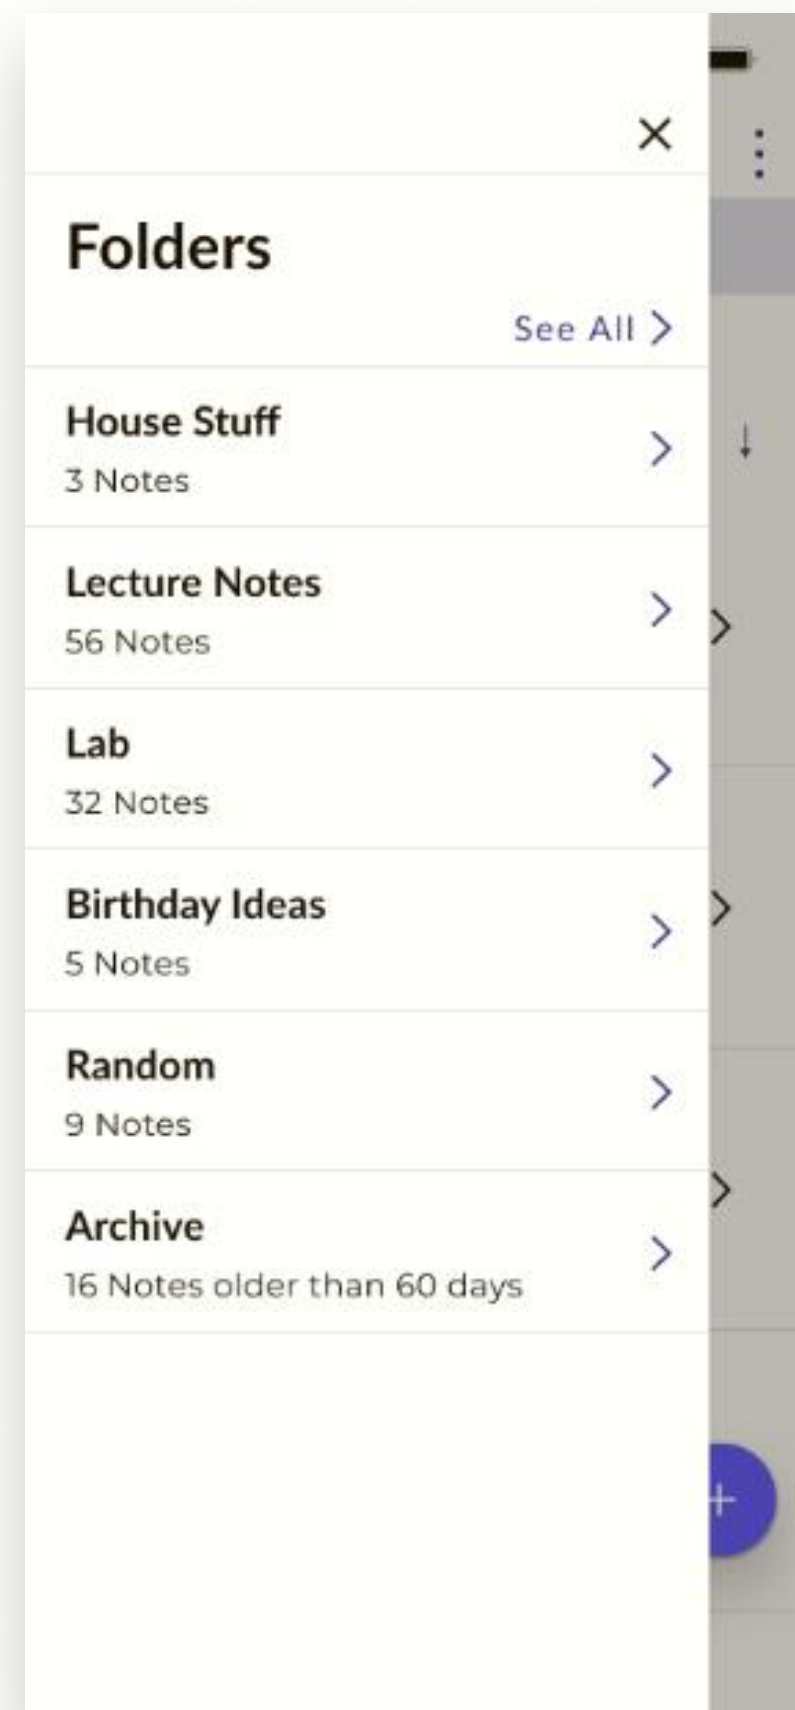 Folders
See All
House Stuff
3 Notes
Lecture Notes
56 Notes
Lab
32 Notes
Birthday Ideas
5 Notes
Random
9 Notes
Archive
16 Notes older than 60 days